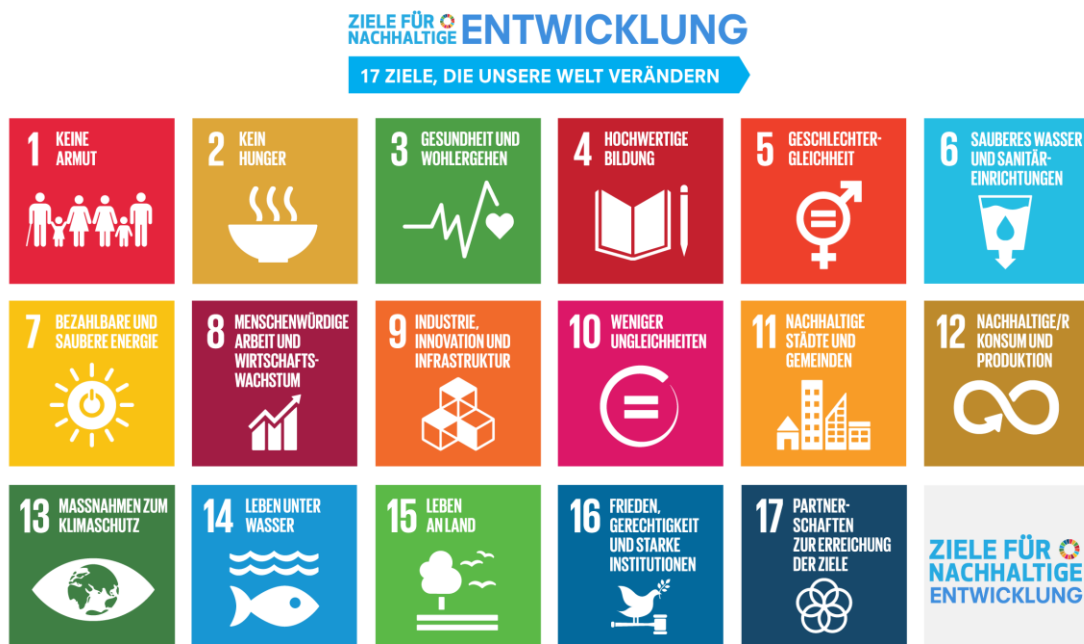 ZIELE FÜR
NACHHALTIGE
ENTWICKLUNG
17 ZIELE, DIE UNSERE WELT VERÄNDERN
1 KEINE
ARMUT
2 KEIN
HUNGER
3 GESUNDHEIT UND
WOHLERGEHEN
4 HOCHWERTIGE
BILDUNG
5 GESCHLECHTER-
GLEICHHEIT
6 SAUBERES WASSER
UND SANITÄR-
EINRICHTUNGEN
7 BEZAHLBARE UND
SAUBERE ENERGIE
8 MENSCHENWÜRDIGE
ARBEIT UND
WIRTSCHAFTS-
WACHSTUM
9 INDUSTRIE,
INNOVATION UND
INFRASTRUKTUR
10 WENIGER
UNGLEICHHEITEN
11 NACHHALTIGE
STÄDTE UND
GEMEINDEN
12 NACHHALTIGE/R
KONSUM UND
PRODUKTION
13 MASSNAHMEN ZUM
KLIMASCHUTZ
14 LEBEN UNTER
WASSER
15 LEBEN
AN LAND
16 FRIEDEN,
GERECHTIGKEIT
UND STARKE
INSTITUTIONEN
17 PARTNER-
SCHAFTEN
ZUR ERREICHUNG
DER ZIELE
ZIELE FÜR
NACHHALTIGE
ENTWICKLUNG